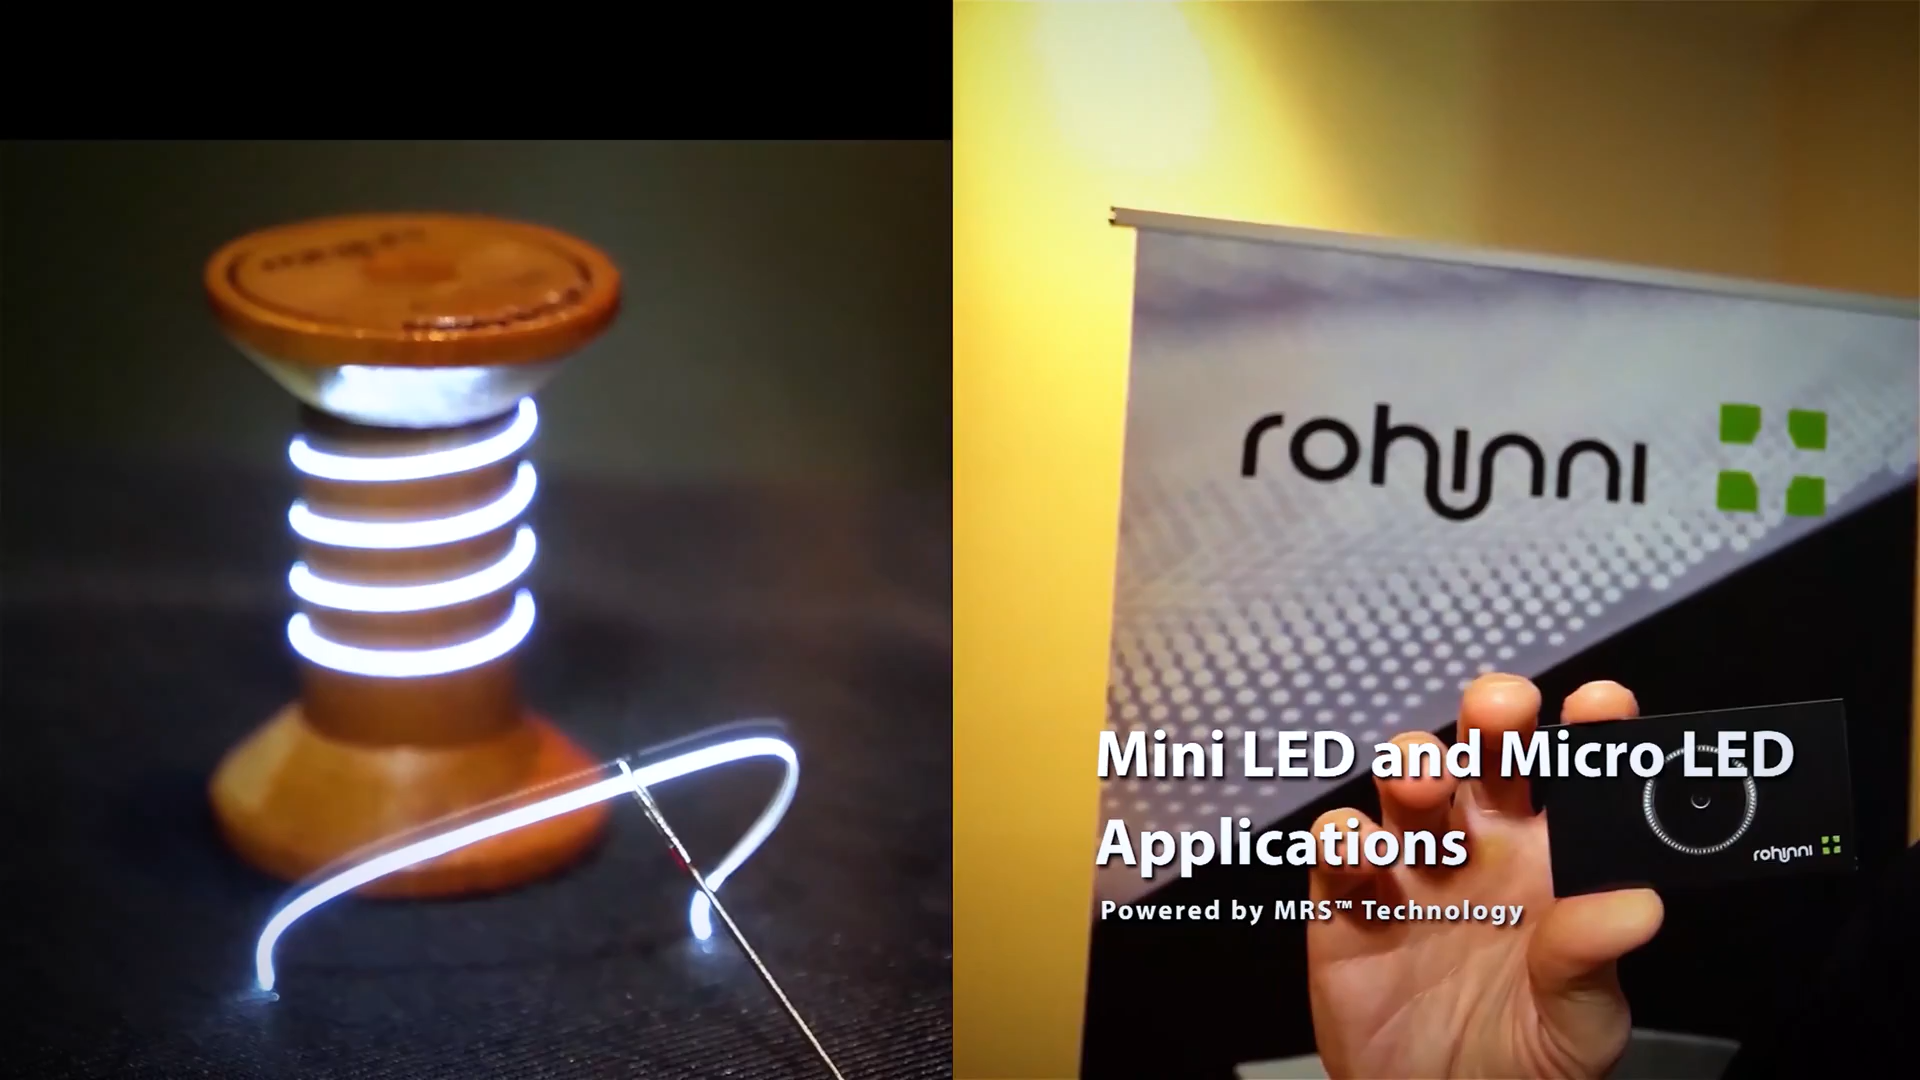 rohinni
Mini LED and Micro LED
Applications
rohinni
Powered by MRS™ Technology